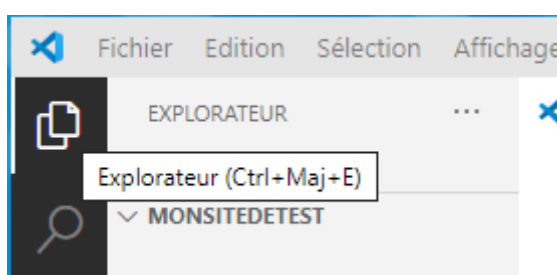 Fichier Edition Sélection Affichage
EXPLORATEUR ...
Explorateur (Ctrl+Maj+E)
MONSITEDETEST